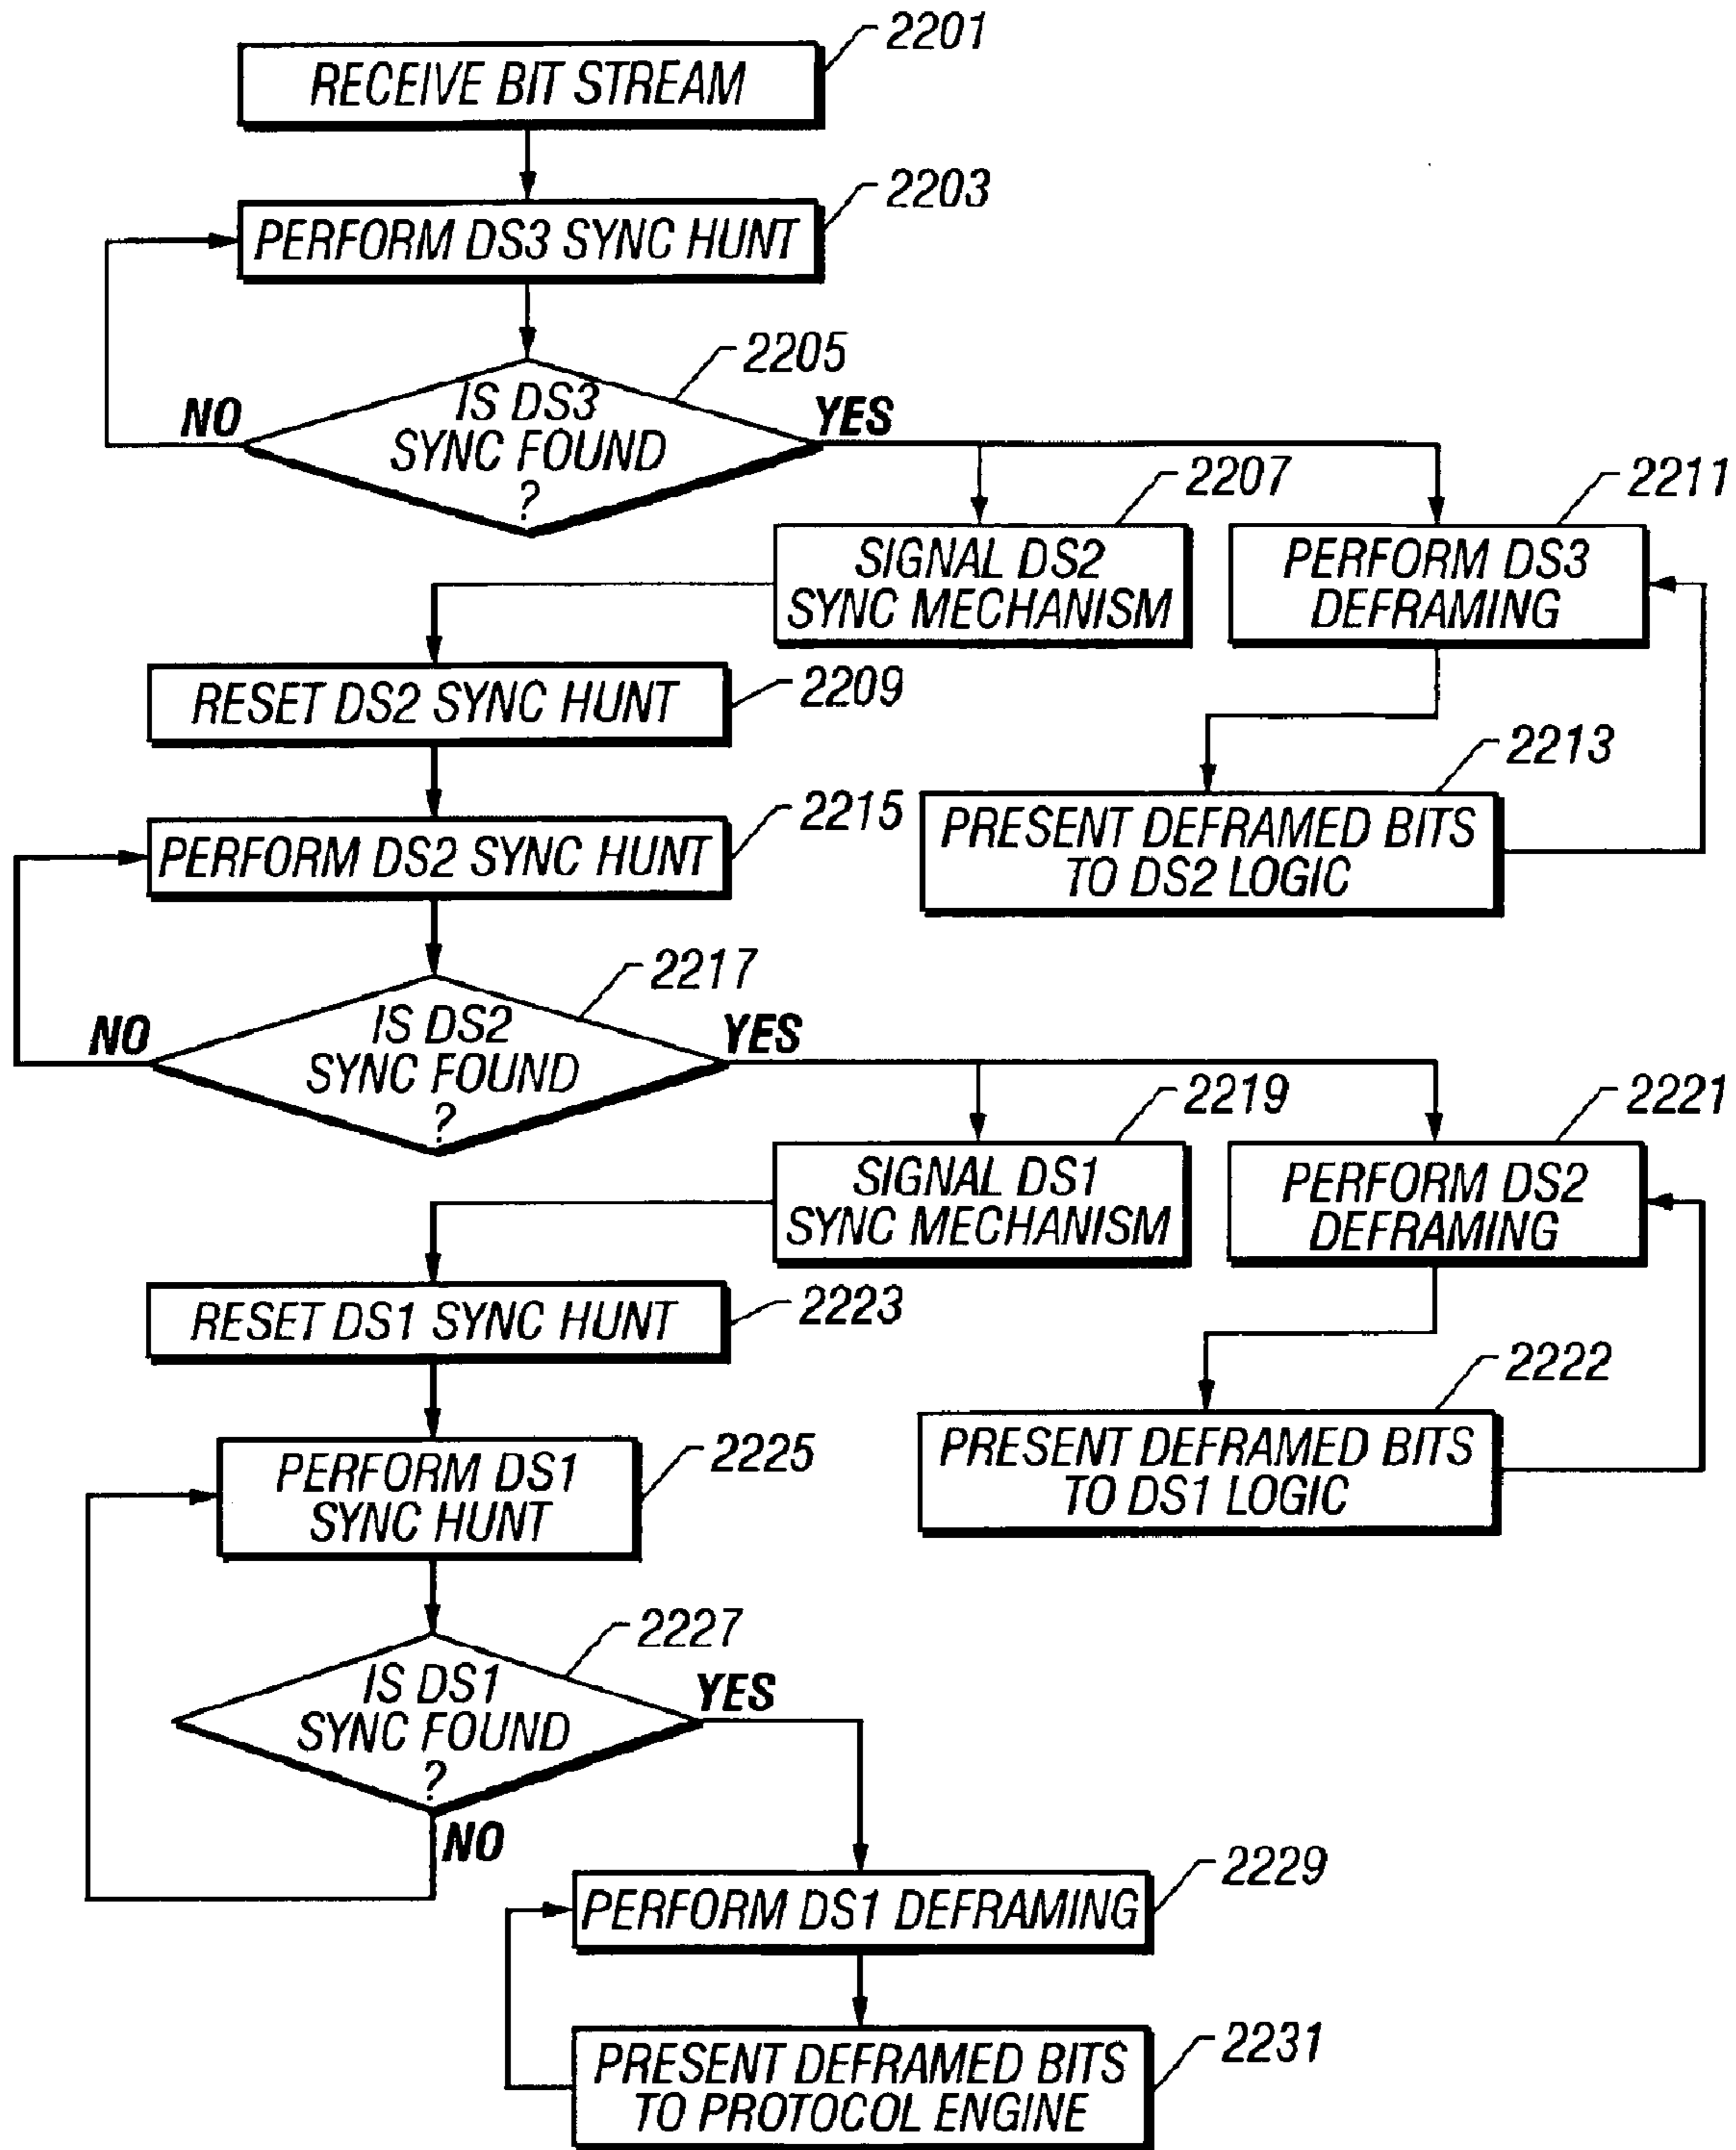 2201
RECEIVE BIT STREAM
2203
PERFORM DS3 SYNC HUNT
2205
IS DS3
SYNC FOUND
?
NO
YES
2207
SIGNAL DS2
SYNC MECHANISM
2211
PERFORM DS3
DEFRAMING
2209
RESET DS2 SYNC HUNT
2213
PRESENT DEFRAMED BITS
TO DS2 LOGIC
2215
PERFORM DS2 SYNC HUNT
2217
IS DS2
SYNC FOUND
?
NO
YES
2219
SIGNAL DS1
SYNC MECHANISM
2221
PERFORM DS2
DEFRAMING
2223
RESET DS1 SYNC HUNT
2222
PRESENT DEFRAMED BITS
TO DS1 LOGIC
2225
PERFORM DS1
SYNC HUNT
2227
IS DS1
SYNC FOUND
?
YES
NO
2229
PERFORM DS1 DEFRAMING
2231
PRESENT DEFRAMED BITS
TO PROTOCOL ENGINE